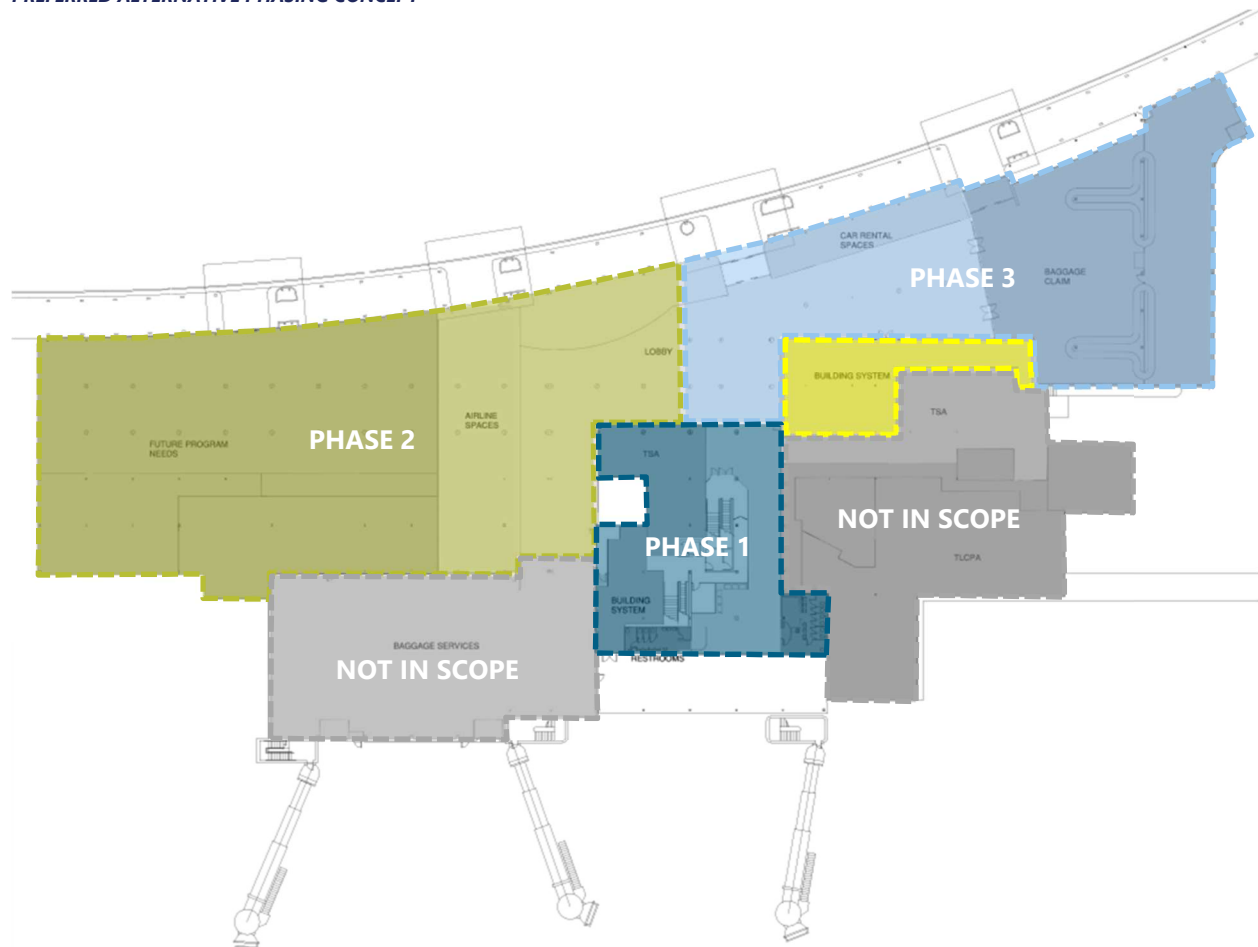 PREFERRED ALTERNATIVE PHASING CONCEPT
CAR RENTAL
SPACES
PHASE 3
BAGGAGE
CLAIM
LOBBY
BUILDING SYSTEM
TSA
AIRLINE
SPACES
PHASE 2
FUTURE PROGRAM
NEEDS
TSA
NOT IN SCOPE
PHASE 1
TLCPA
BUILDING
SYSTEM
BAGGAGE SERVICES
NOT IN SCOPE
RESTROOMS